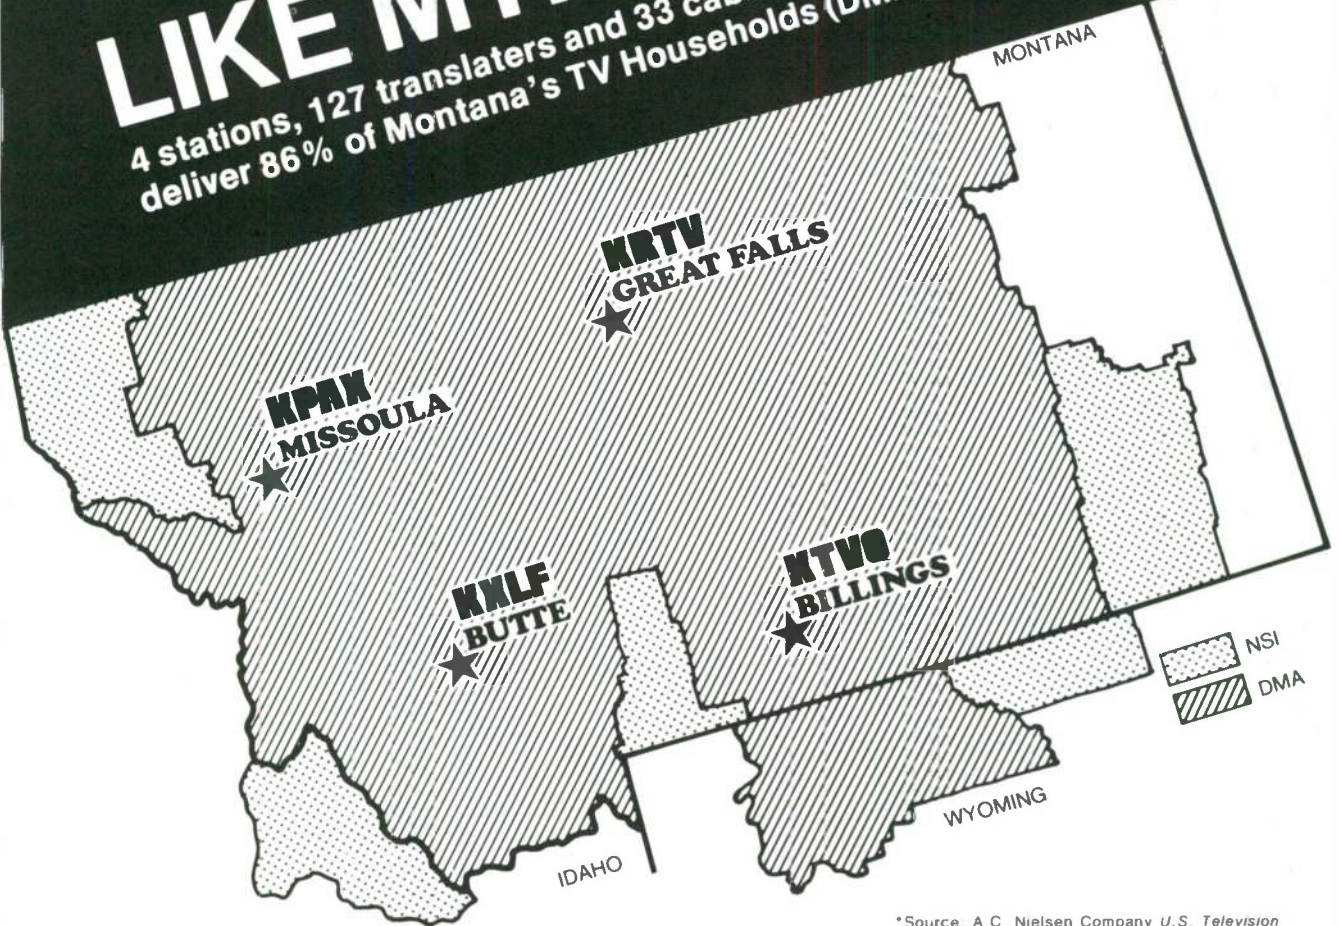 LIKE
4 stations, 127 translaters and 33
deliver 86% of Montana's TV Households
MONTANA
KRTV
GREAT FALLS
KPAX
MISSOULA
KXLF
BUTTE
KTVQ
BILLINGS
NSI
DMA
WYOMING
IDAHO
*Source: A.C. Nielsen Company U.S. Television